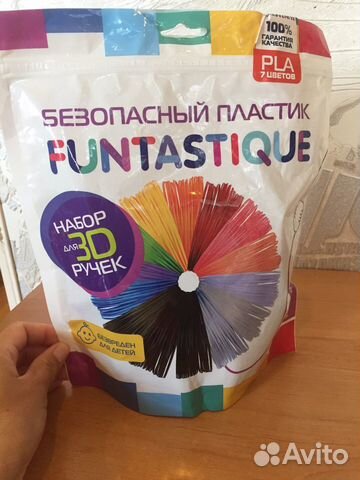 100%
ГАРАНТИЯ
КАЧЕСТВА
PLA
7 ЦВЕТОВ
БЕЗОПАСНЫЙ ПЛАСТИК
FUNTASTIQUE
НАБОР
для 3D
РУЧЕК
БЕЗВРЕДЕН
ДЛЯ ДЕТЕЙ
Avito